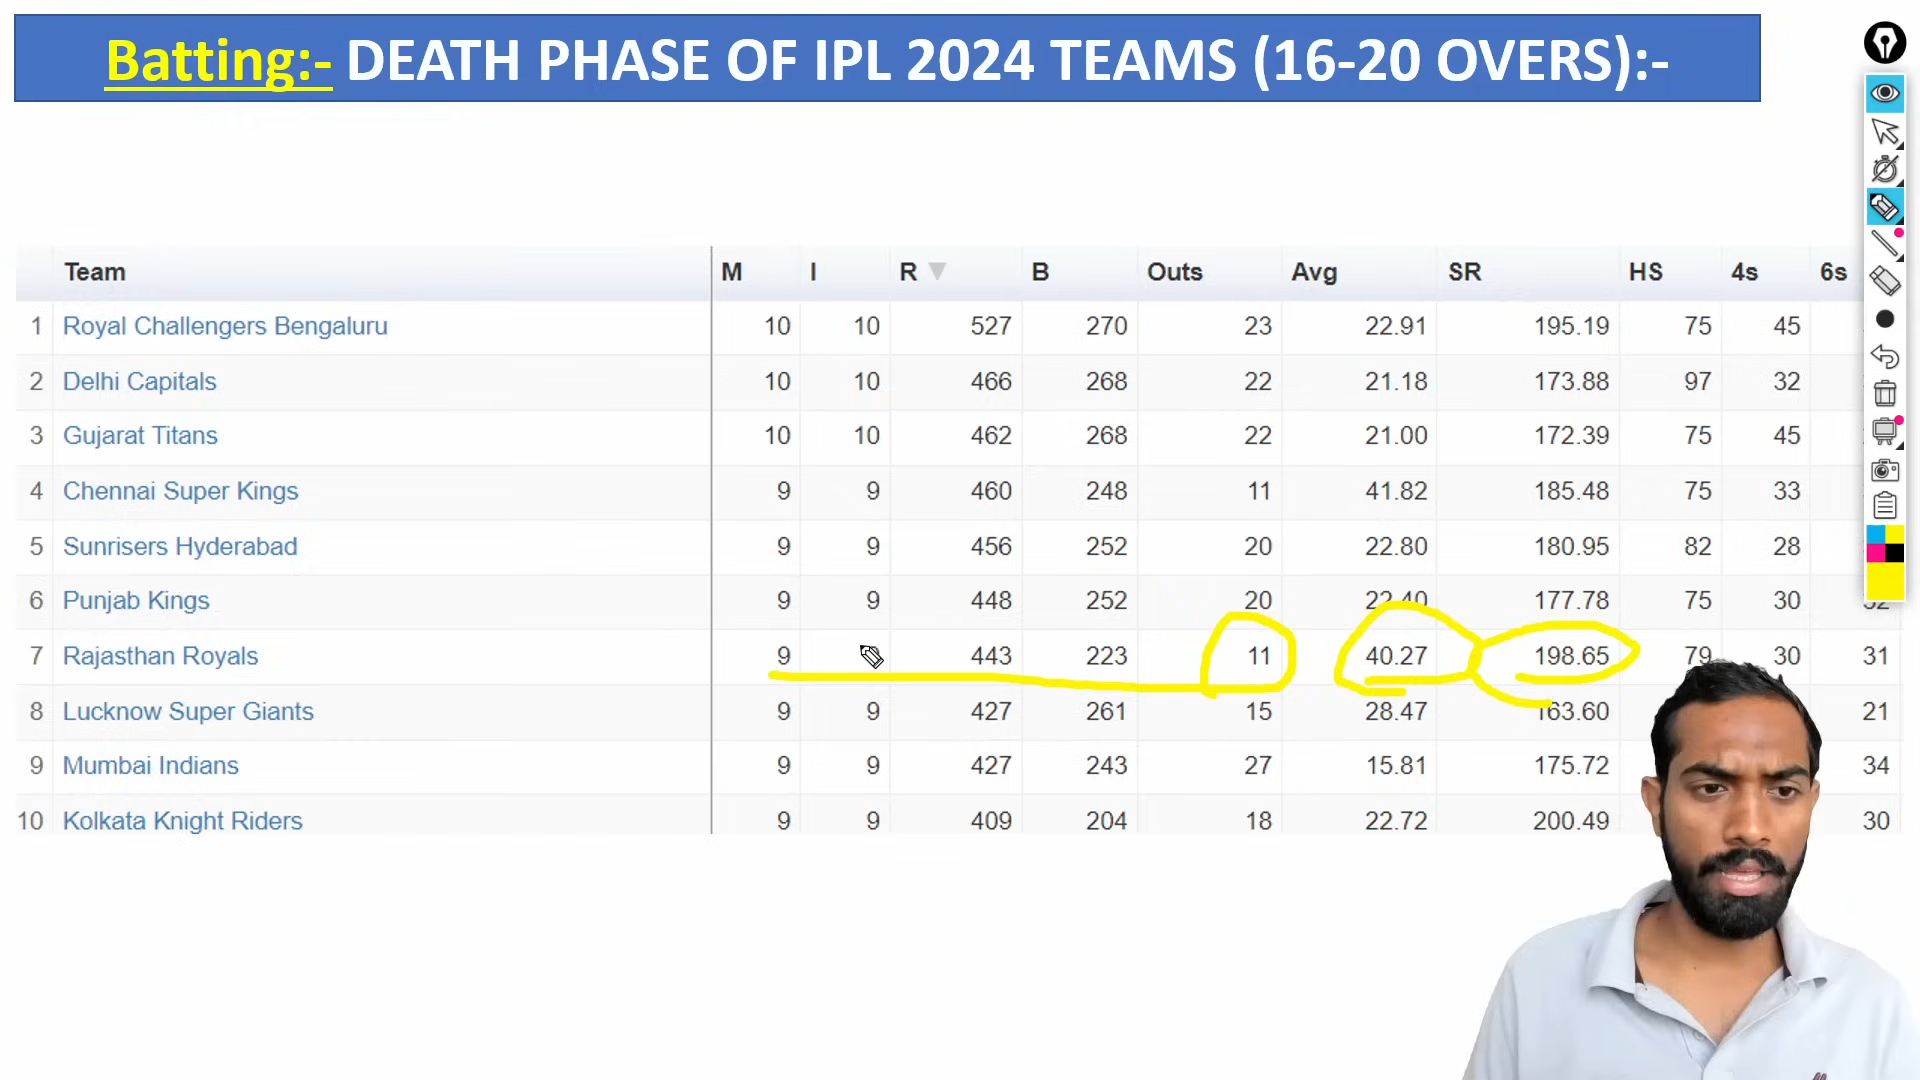 Batting:- DEATH PHASE OF IPL 2024 TEAMS (16-20 OVERS):-
Team M I R B Outs Avg SR HS 4s 6s
1 Royal Challengers Bengaluru 10 10 527 270 23 22.91 195.19 75 45
2 Delhi Capitals 10 10 466 268 22 21.18 173.88 97 32
3 Gujarat Titans 10 10 462 268 22 21.00 172.39 75 45
4 Chennai Super Kings 9 9 460 248 11 41.82 185.48 75 33
5 Sunrisers Hyderabad 9 9 456 252 20 22.80 180.95 82 28
6 Punjab Kings 9 9 448 252 20 22.40 177.78 75 30
7 Rajasthan Royals 9 443 223 11 40.27 198.65 79 30 31
8 Lucknow Super Giants 9 9 427 261 15 28.47 163.60 21
9 Mumbai Indians 9 9 427 243 27 15.81 175.72 34
10 Kolkata Knight Riders 9 9 409 204 18 22.72 200.49 30